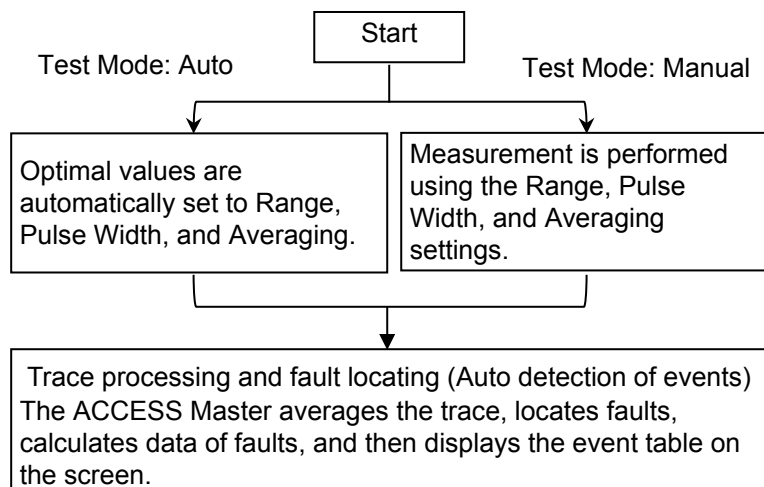 Start
Test Mode: Auto
Test Mode: Manual
Optimal values are
automatically set to Range,
Pulse Width, and Averaging.
Measurement is performed
using the Range, Pulse
Width, and Averaging
settings.
Trace processing and fault locating (Auto detection of events)
The ACCESS Master averages the trace, locates faults,
calculates data of faults, and then displays the event table on
the screen.